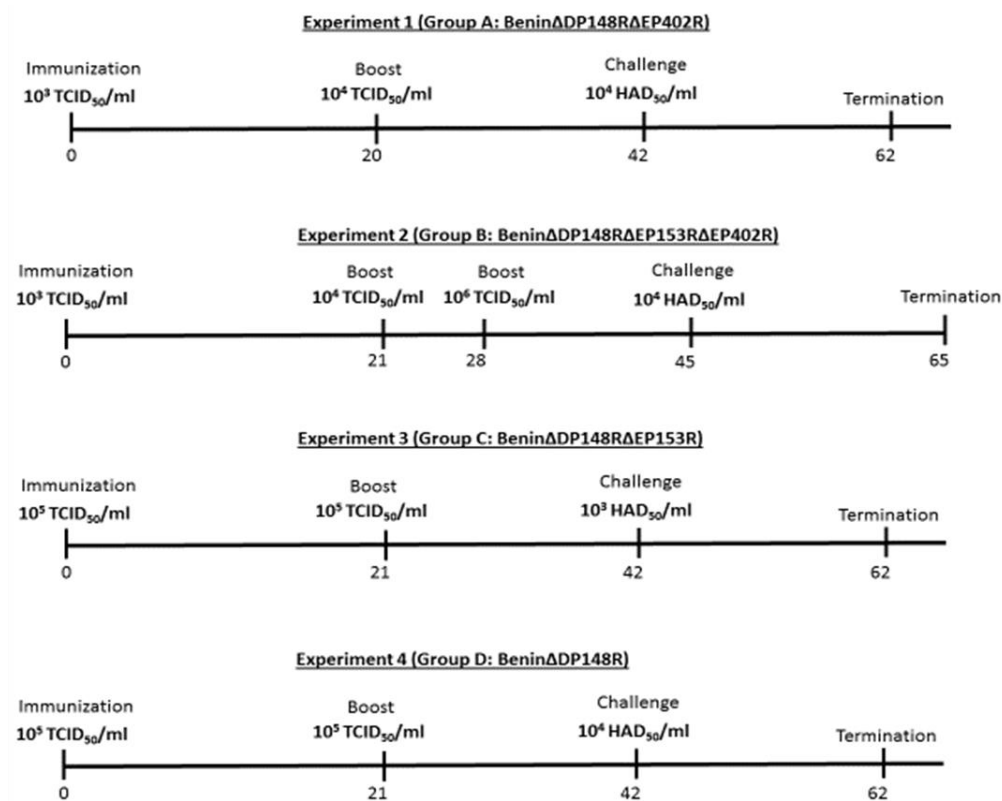 Experiment 1 (Group A: BeninΔDP148RΔEP402R)
Immunization Boost Challenge
10³ TCID₅₀/ml 10⁴ TCID₅₀/ml 10⁴ HAD₅₀/ml Termination
0 20 42 62
Experiment 2 (Group B: BeninΔDP148RΔEP153RΔEP402R)
Immunization Boost Boost Challenge
10³ TCID₅₀/ml 10⁴ TCID₅₀/ml 10⁶ TCID₅₀/ml 10⁴ HAD₅₀/ml Termination
0 21 28 45 65
Experiment 3 (Group C: BeninΔDP148RΔEP153R)
Immunization Boost Challenge
10⁵ TCID₅₀/ml 10⁵ TCID₅₀/ml 10³ HAD₅₀/ml Termination
0 21 42 62
Experiment 4 (Group D: BeninΔDP148R)
Immunization Boost Challenge
10⁵ TCID₅₀/ml 10⁵ TCID₅₀/ml 10⁴ HAD₅₀/ml Termination
0 21 42 62